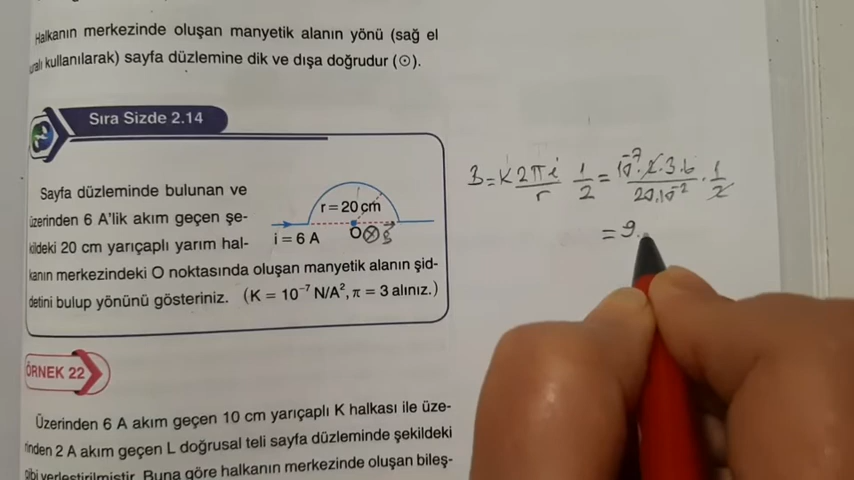 Halkanın merkezinde oluşan manyetik alanın yönü (sağ el
kullanılarak) sayfa düzlemine dik ve dışa doğrudur (⊙).
Sıra Sizde 2.14
Sayfa düzleminde bulunan ve
üzerinden 6 A'lik akım geçen şe-
kildeki 20 cm yarıçaplı yarım hal-
kanın merkezindeki O noktasında oluşan manyetik alanın şid-
detini bulup yönünü gösteriniz. (K = 10⁻⁷ N/A², π = 3 alınız.)
r = 20 cm
i = 6 A
O ⊗ B
B = K 2πi/r 1/2 = 10⁻⁷.2.3.6/20.10⁻² . 1/2
= 9.
ÖRNEK 22
Üzerinden 6 A akım geçen 10 cm yarıçaplı K halkası ile üze-
rinden 2 A akım geçen L doğrusal teli sayfa düzleminde şekildeki
gibi yerleştirilmiştir. Buna göre halkanın merkezinde oluşan bileş-